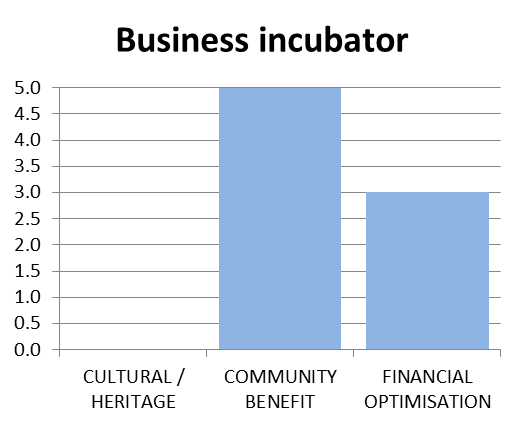 Business incubator
5.0
4.5
4.0
3.5
3.0
2.5
2.0
1.5
1.0
0.5
0.0
CULTURAL /
HERITAGE
COMMUNITY
BENEFIT
FINANCIAL
OPTIMISATION